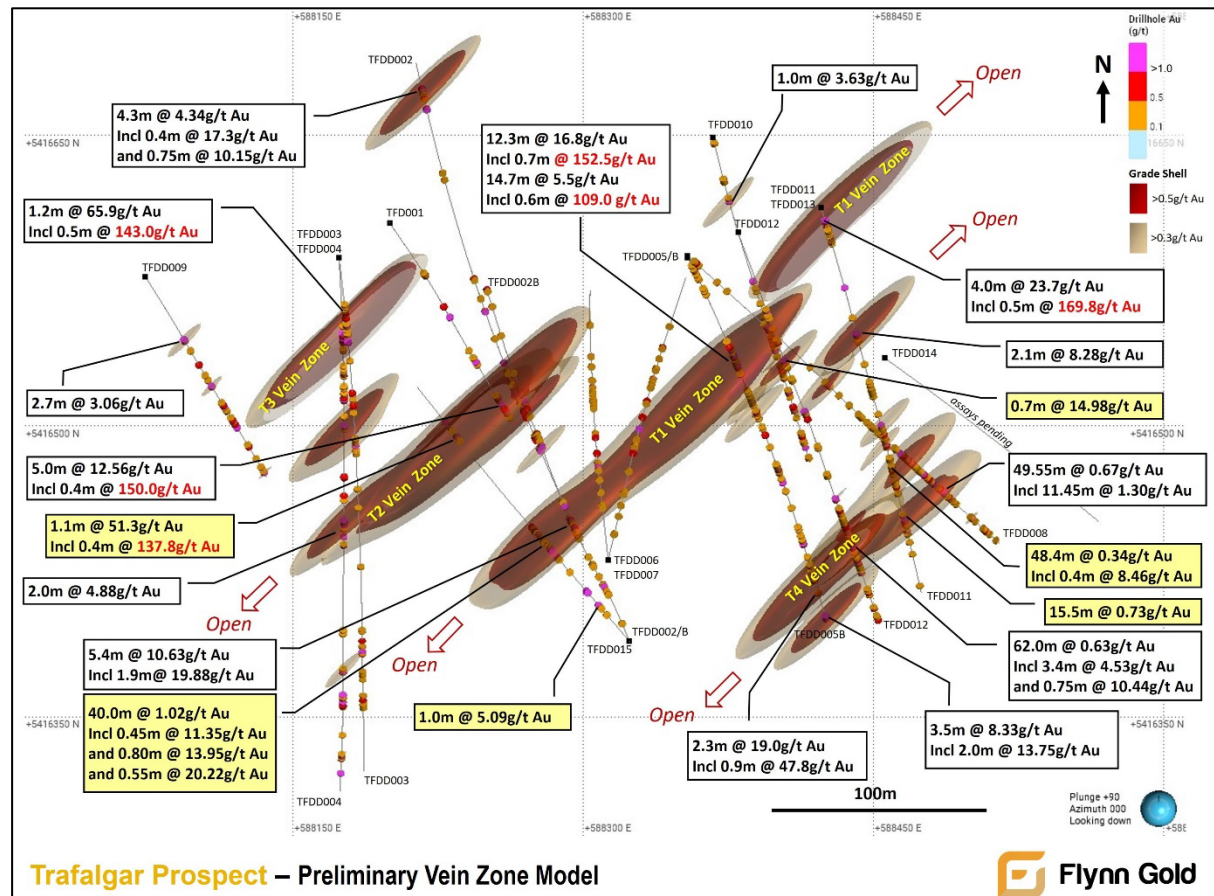 +588150 E
+588300 E
+588450 E
Drillhole Au
(g/t)
>1.0
0.5
0.1
N
Open
TFDD002
1.0m @ 3.63g/t Au
4.3m @ 4.34g/t Au
Incl 0.4m @ 17.3g/t Au
and 0.75m @ 10.15g/t Au
12.3m @ 16.8g/t Au
Incl 0.7m @ 152.5g/t Au
14.7m @ 5.5g/t Au
Incl 0.6m @ 109.0 g/t Au
TFDD010
+5416650 N
16650 N
Grade Shell
>0.5g/t Au
>0.3g/t Au
T1 Vein Zone
TFDD011
TFDD013
Open
1.2m @ 65.9g/t Au
Incl 0.5m @ 143.0g/t Au
TFD001
TFDD012
TFDD003
TFDD004
TFDD009
TFDD005/B
TFDD002B
4.0m @ 23.7g/t Au
Incl 0.5m @ 169.8g/t Au
T3 Vein Zone
TFDD014
2.1m @ 8.28g/t Au
2.7m @ 3.06g/t Au
T1 Vein Zone
assays pending
0.7m @ 14.98g/t Au
+5416500 N
+5416500 N
5.0m @ 12.56g/t Au
Incl 0.4m @ 150.0g/t Au
T2 Vein Zone
49.55m @ 0.67g/t Au
Incl 11.45m @ 1.30g/t Au
1.1m @ 51.3g/t Au
Incl 0.4m @ 137.8g/t Au
TFDD008
48.4m @ 0.34g/t Au
Incl 0.4m @ 8.46g/t Au
TFDD006
TFDD007
T4 Vein Zone
2.0m @ 4.88g/t Au
TFDD011
15.5m @ 0.73g/t Au
Open
Open
TFDD002/B
TFDD015
TFDD005B
TFDD012
5.4m @ 10.63g/t Au
Incl 1.9m@ 19.88g/t Au
62.0m @ 0.63g/t Au
Incl 3.4m @ 4.53g/t Au
and 0.75m @ 10.44g/t Au
40.0m @ 1.02g/t Au
Incl 0.45m @ 11.35g/t Au
and 0.80m @ 13.95g/t Au
and 0.55m @ 20.22g/t Au
1.0m @ 5.09g/t Au
Open
+5416350 N
+5416350 N
2.3m @ 19.0g/t Au
Incl 0.9m @ 47.8g/t Au
3.5m @ 8.33g/t Au
Incl 2.0m @ 13.75g/t Au
TFDD003
TFDD004
100m
Plunge +90
Azimuth 000
Looking down
+588150 E
+588300 E
+588450 E
Trafalgar Prospect – Preliminary Vein Zone Model
Flynn Gold